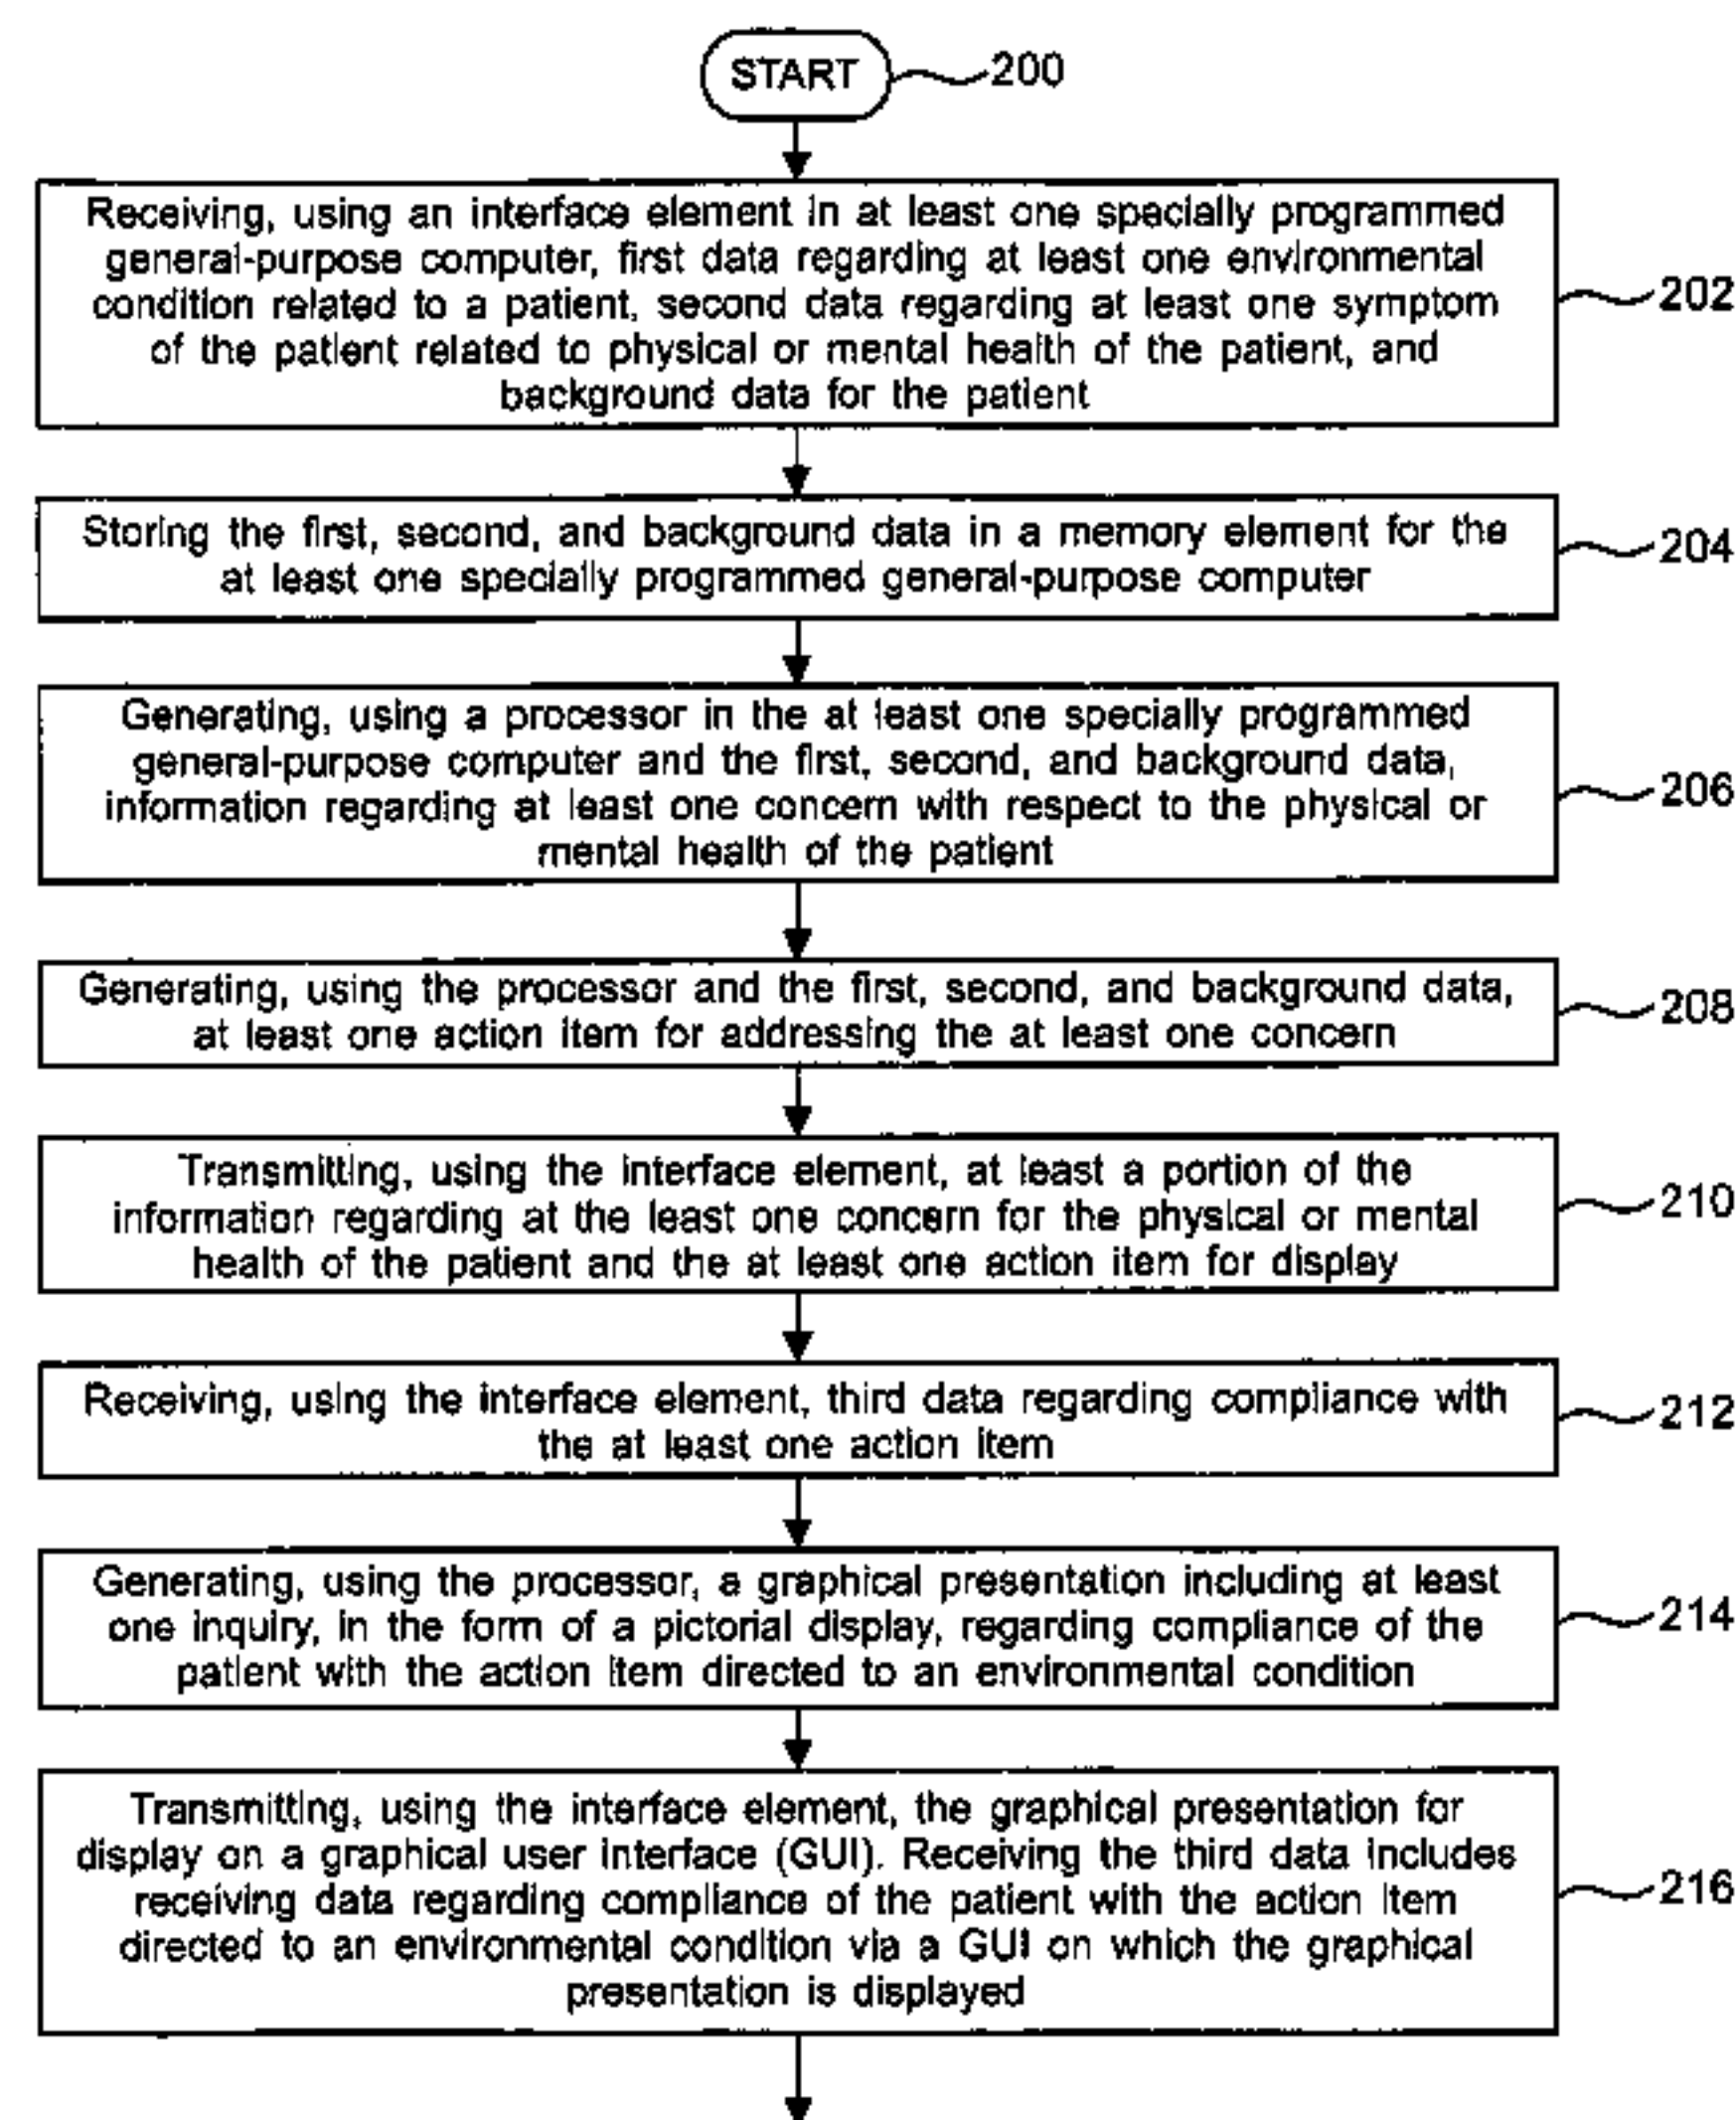 START
200
Receiving, using an interface element in at least one specially programmed
general-purpose computer, first data regarding at least one environmental
condition related to a patient, second data regarding at least one symptom
of the patient related to physical or mental health of the patient, and
background data for the patient
202
Storing the first, second, and background data in a memory element for the
at least one specially programmed general-purpose computer
204
Generating, using a processor in the at least one specially programmed
general-purpose computer and the first, second, and background data,
information regarding at least one concern with respect to the physical or
mental health of the patient
206
Generating, using the processor and the first, second, and background data,
at least one action item for addressing the at least one concern
208
Transmitting, using the interface element, at least a portion of the
information regarding at the least one concern for the physical or mental
health of the patient and the at least one action item for display
210
Receiving, using the interface element, third data regarding compliance with
the at least one action item
212
Generating, using the processor, a graphical presentation including at least
one inquiry, in the form of a pictorial display, regarding compliance of the
patient with the action item directed to an environmental condition
214
Transmitting, using the interface element, the graphical presentation for
display on a graphical user interface (GUI). Receiving the third data includes
receiving data regarding compliance of the patient with the action item
directed to an environmental condition via a GUI on which the graphical
presentation is displayed
216